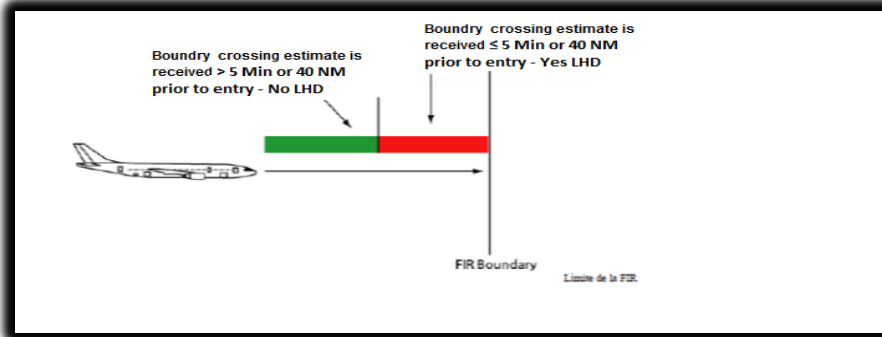 Boundry crossing estimate is
received > 5 Min or 40 NM
prior to entry - No LHD
Boundry crossing estimate is
received ≤ 5 Min or 40 NM
prior to entry - Yes LHD
FIR Boundary
Límite de la FIR